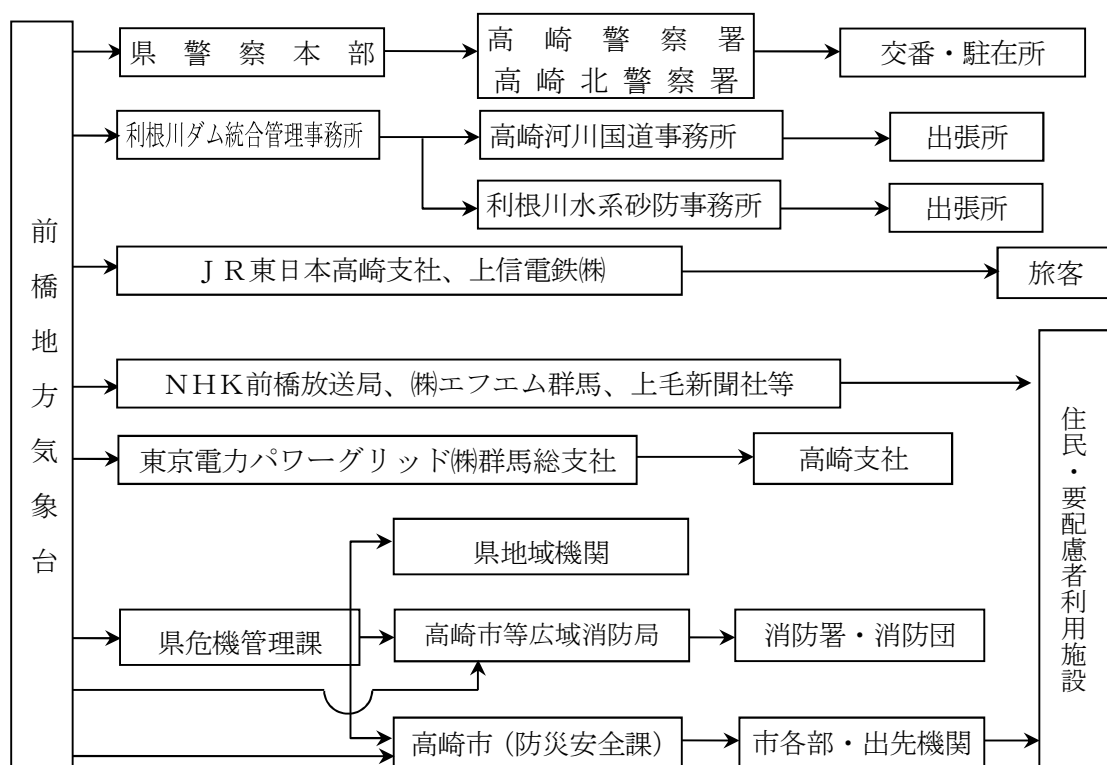 前橋地方気象台
県警察本部
高崎警察署
高崎北警察署
交番・駐在所
利根川ダム統合管理事務所
高崎河川国道事務所
出張所
利根川水系砂防事務所
出張所
ＪＲ東日本高崎支社、上信電鉄㈱
旅客
ＮＨＫ前橋放送局、㈱エフエム群馬、上毛新聞社等
東京電力パワーグリッド㈱群馬総支社
高崎支社
県地域機関
県危機管理課
高崎市等広域消防局
消防署・消防団
高崎市（防災安全課）
市各部・出先機関
住民・要配慮者利用施設